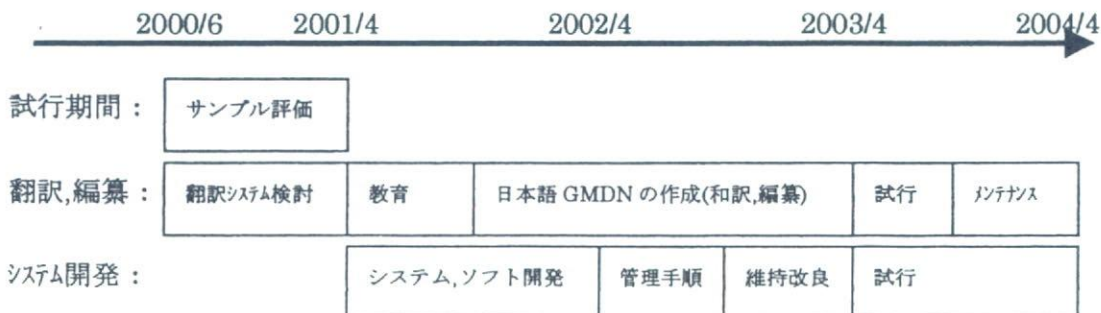 2000/6 2001/4 2002/4 2003/4 2004/4
試行期間： サンプル評価
翻訳,編纂： 翻訳ｼｽﾃﾑ検討 教育 日本語 GMDN の作成(和訳,編纂) 試行 ﾒﾝﾃﾅﾝｽ
ｼｽﾃﾑ開発： システム,ソフト開発 管理手順 維持改良 試行